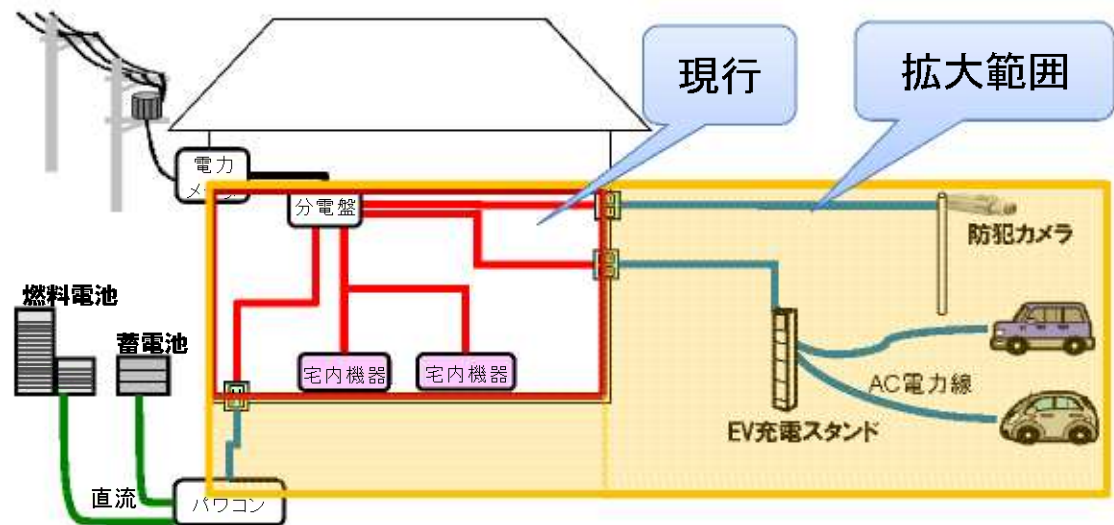 現行
拡大範囲
電力
メータ
分電盤
防犯カメラ
燃料電池
蓄電池
宅内機器
宅内機器
AC電力線
EV充電スタンド
直流
パワコン